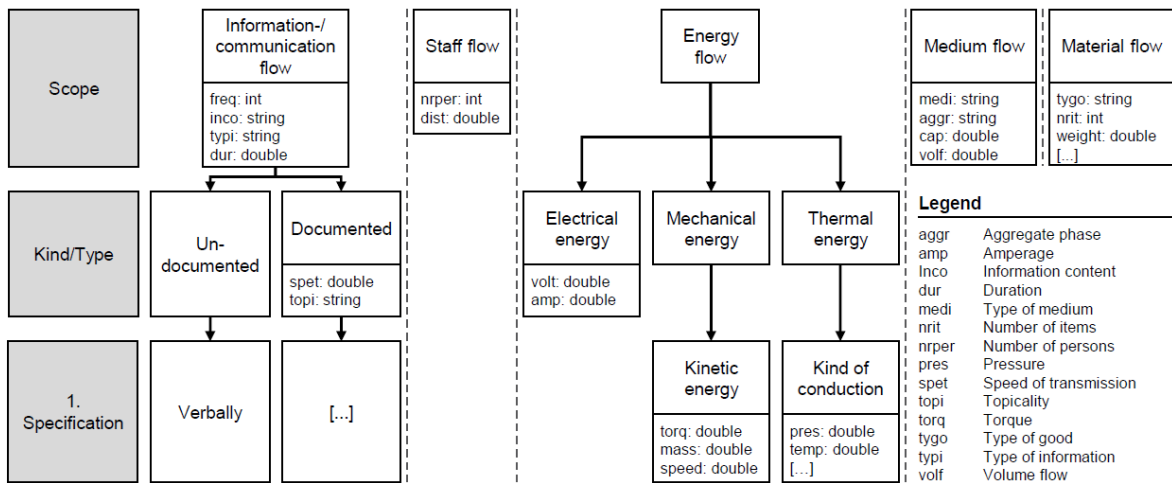 Scope
Information-/
communication
flow
freq: int
inco: string
typi: string
dur: double
Staff flow
nrper: int
dist: double
Energy
flow
Medium flow
medi: string
aggr: string
cap: double
volf: double
Material flow
tygo: string
nrit: int
weight: double
[...]
Kind/Type
Un-
documented
Documented
spet: double
topi: string
Electrical
energy
volt: double
amp: double
Mechanical
energy
Thermal
energy
1.
Specification
Verbally
[...]
Kinetic
energy
torq: double
mass: double
speed: double
Kind of
conduction
pres: double
temp: double
[...]
Legend
aggr Aggregate phase
amp Amperage
Inco Information content
dur Duration
medi Type of medium
nrit Number of items
nrper Number of persons
pres Pressure
spet Speed of transmission
topi Topicality
torq Torque
tygo Type of good
typi Type of information
volf Volume flow